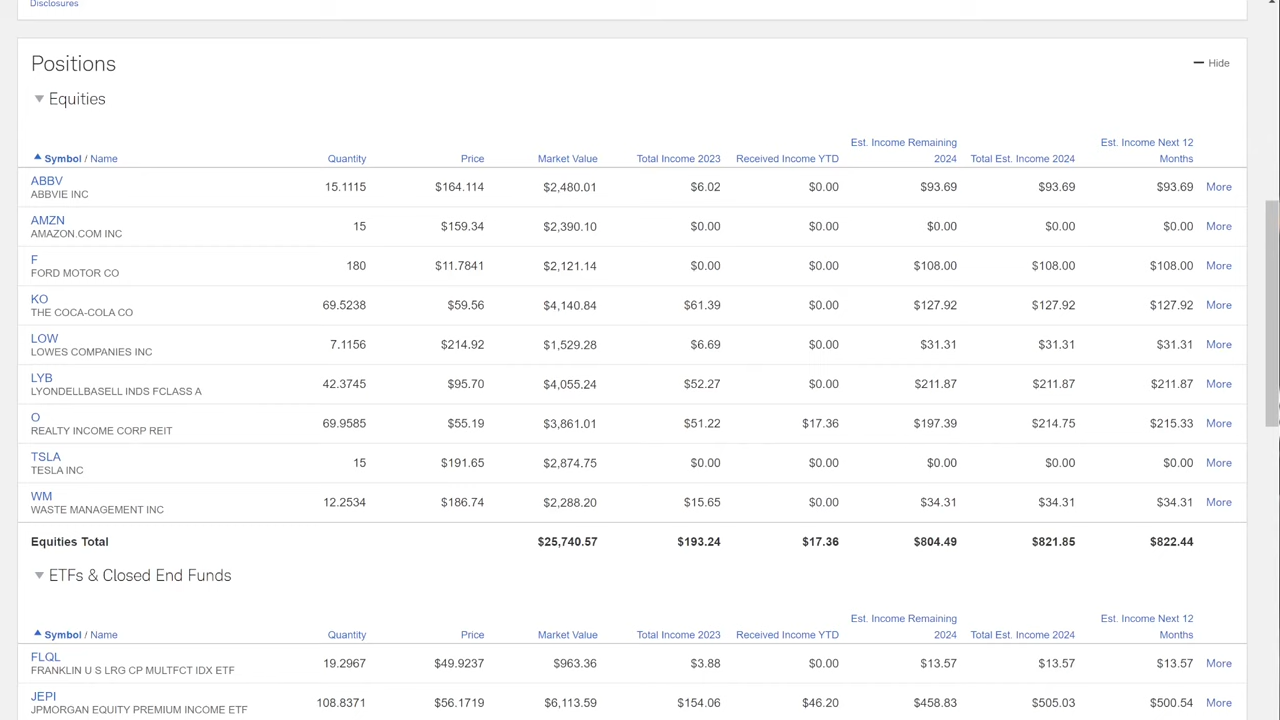 Disclosures
Positions
Hide
Equities
Est. Income Remaining Est. Income Next 12
Symbol / Name Quantity Price Market Value Total Income 2023 Received Income YTD 2024 Total Est. Income 2024 Months
ABBV
ABBVIE INC
15.1115 $164.114 $2,480.01 $6.02 $0.00 $93.69 $93.69 $93.69 More
AMZN
AMAZON.COM INC
15 $159.34 $2,390.10 $0.00 $0.00 $0.00 $0.00 $0.00 More
F
FORD MOTOR CO
180 $11.7841 $2,121.14 $0.00 $0.00 $108.00 $108.00 $108.00 More
KO
THE COCA-COLA CO
69.5238 $59.56 $4,140.84 $61.39 $0.00 $127.92 $127.92 $127.92 More
LOW
LOWES COMPANIES INC
7.1156 $214.92 $1,529.28 $6.69 $0.00 $31.31 $31.31 $31.31 More
LYB
LYONDELLBASELL INDS FCLASS A
42.3745 $95.70 $4,055.24 $52.27 $0.00 $211.87 $211.87 $211.87 More
O
REALTY INCOME CORP REIT
69.9585 $55.19 $3,861.01 $51.22 $17.36 $197.39 $214.75 $215.33 More
TSLA
TESLA INC
15 $191.65 $2,874.75 $0.00 $0.00 $0.00 $0.00 $0.00 More
WM
WASTE MANAGEMENT INC
12.2534 $186.74 $2,288.20 $15.65 $0.00 $34.31 $34.31 $34.31 More
Equities Total $25,740.57 $193.24 $17.36 $804.49 $821.85 $822.44
ETFs & Closed End Funds
Est. Income Remaining Est. Income Next 12
Symbol / Name Quantity Price Market Value Total Income 2023 Received Income YTD 2024 Total Est. Income 2024 Months
FLQL
FRANKLIN U S LRG CP MULTFCT IDX ETF
19.2967 $49.9237 $963.36 $3.88 $0.00 $13.57 $13.57 $13.57 More
JEPI
JPMORGAN EQUITY PREMIUM INCOME ETF
108.8371 $56.1719 $6,113.59 $154.06 $46.20 $458.83 $505.03 $500.54 More